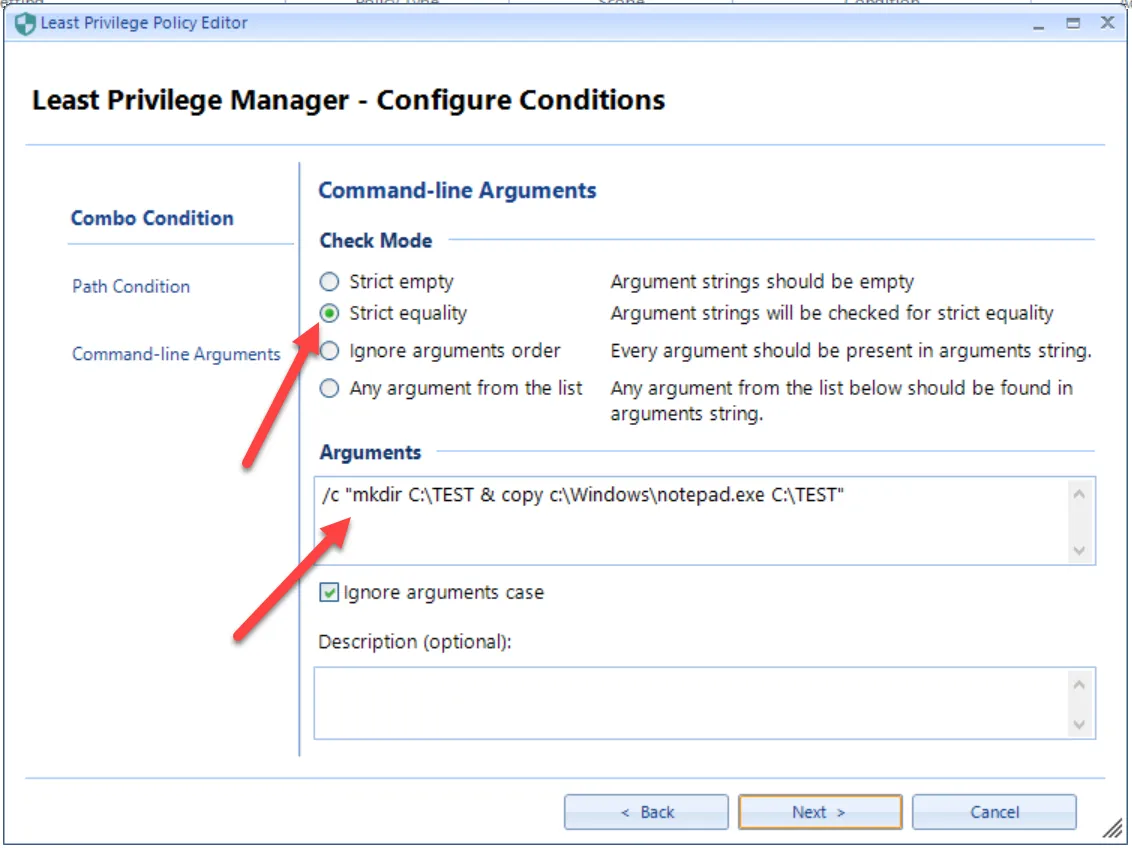 Least Privilege Policy Editor
Least Privilege Manager - Configure Conditions
Combo Condition
Path Condition
Command-line Arguments
Command-line Arguments
Check Mode
Strict empty Argument strings should be empty
Strict equality Argument strings will be checked for strict equality
Ignore arguments order Every argument should be present in arguments string.
Any argument from the list Any argument from the list below should be found in
arguments string.
Arguments
/c "mkdir C:\TEST & copy c:\Windows\notepad.exe C:\TEST"
Ignore arguments case
Description (optional):
< Back Next > Cancel